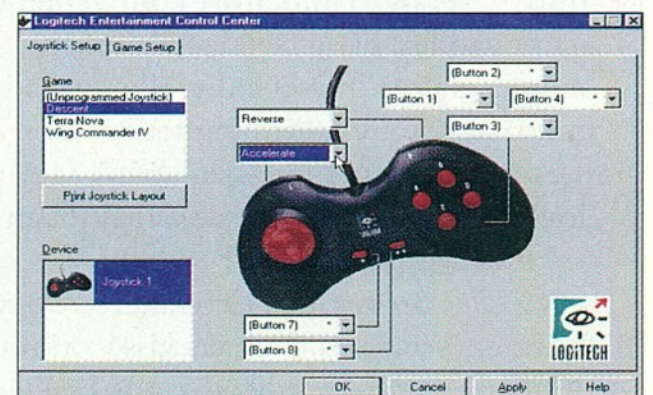 Logitech Entertainment Control Center
Joystick Setup
Game Setup
Game
(Unprogrammed Joystick)
Descent
Terra Nova
Wing Commander IV
Print Joystick Layout
Device
Joystick 1
Reverse
Accelerate
(Button 2) *
(Button 1) *
(Button 4) *
(Button 3) *
(Button 7) *
(Button 8) *
LOGITECH
OK
Cancel
Apply
Help